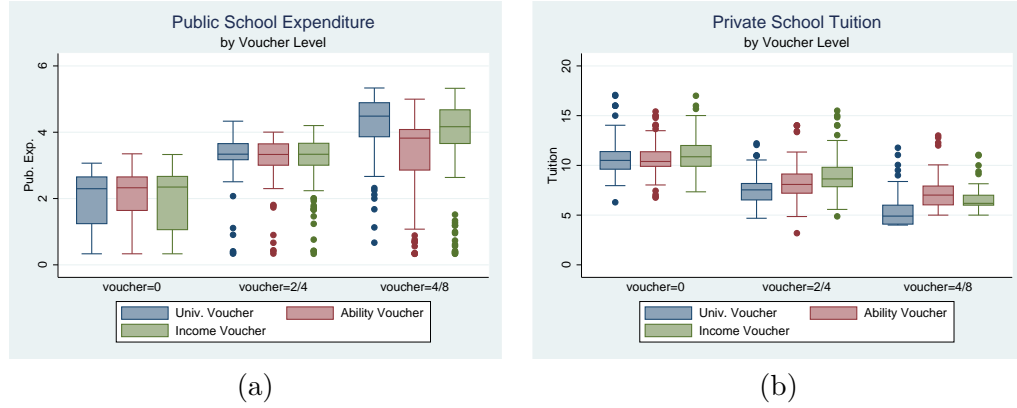 Public School Expenditure
by Voucher Level
Pub. Exp.
6
4
2
0
voucher=0 voucher=2/4 voucher=4/8
Univ. Voucher Ability Voucher
Income Voucher
(a)
Private School Tuition
by Voucher Level
Tuition
20
15
10
5
0
voucher=0 voucher=2/4 voucher=4/8
Univ. Voucher Ability Voucher
Income Voucher
(b)